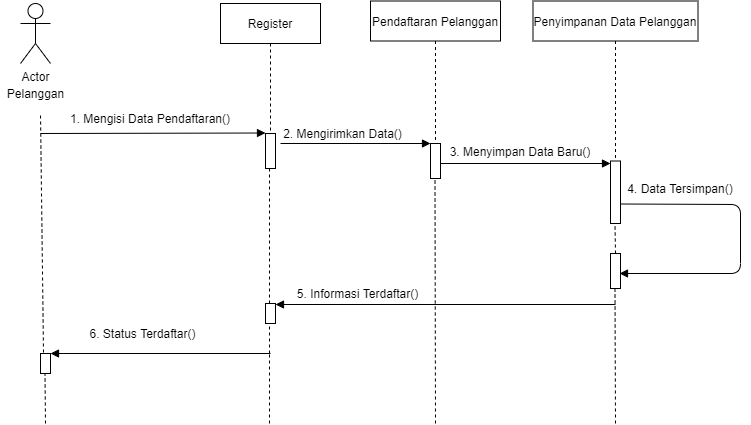 Register
Pendaftaran Pelanggan
Penyimpanan Data Pelanggan
Actor
Pelanggan
1. Mengisi Data Pendaftaran()
2. Mengirimkan Data()
3. Menyimpan Data Baru()
4. Data Tersimpan()
5. Informasi Terdaftar()
6. Status Terdaftar()